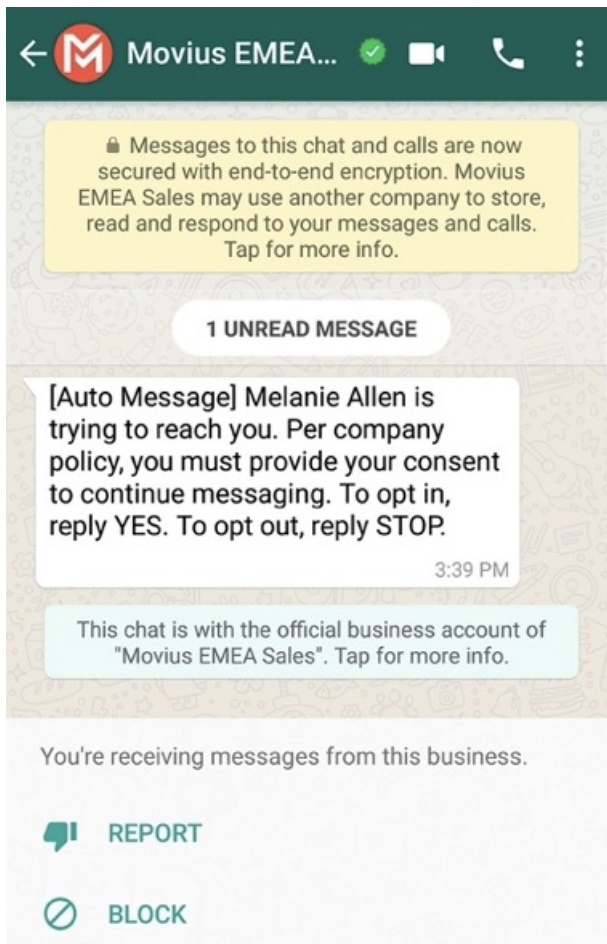 Movius EMEA...
Messages to this chat and calls are now
secured with end-to-end encryption. Movius
EMEA Sales may use another company to store,
read and respond to your messages and calls.
Tap for more info.
1 UNREAD MESSAGE
[Auto Message] Melanie Allen is
trying to reach you. Per company
policy, you must provide your consent
to continue messaging. To opt in,
reply YES. To opt out, reply STOP.
3:39 PM
This chat is with the official business account of
"Movius EMEA Sales". Tap for more info.
You're receiving messages from this business.
REPORT
BLOCK